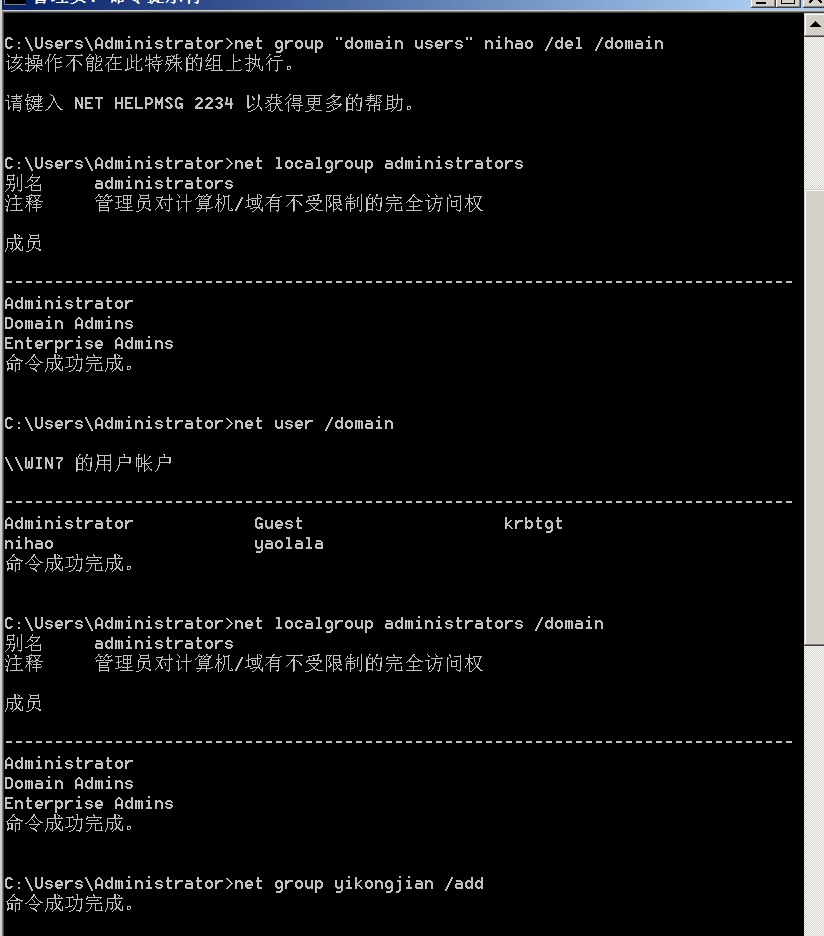 C:\Users\Administrator>net group "domain users" nihao /del /domain
该操作不能在此特殊的组上执行。
请键入 NET HELPMSG 2234 以获得更多的帮助。
C:\Users\Administrator>net localgroup administrators
别名 administrators
注释 管理员对计算机/域有不受限制的完全访问权
成员
-------------------------------------------------------------------------------
Administrator
Domain Admins
Enterprise Admins
命令成功完成。
C:\Users\Administrator>net user /domain
\\WIN7 的用户帐户
-------------------------------------------------------------------------------
Administrator Guest krbtgt
nihao yaolala
命令成功完成。
C:\Users\Administrator>net localgroup administrators /domain
别名 administrators
注释 管理员对计算机/域有不受限制的完全访问权
成员
-------------------------------------------------------------------------------
Administrator
Domain Admins
Enterprise Admins
命令成功完成。
C:\Users\Administrator>net group yikongjian /add
命令成功完成。